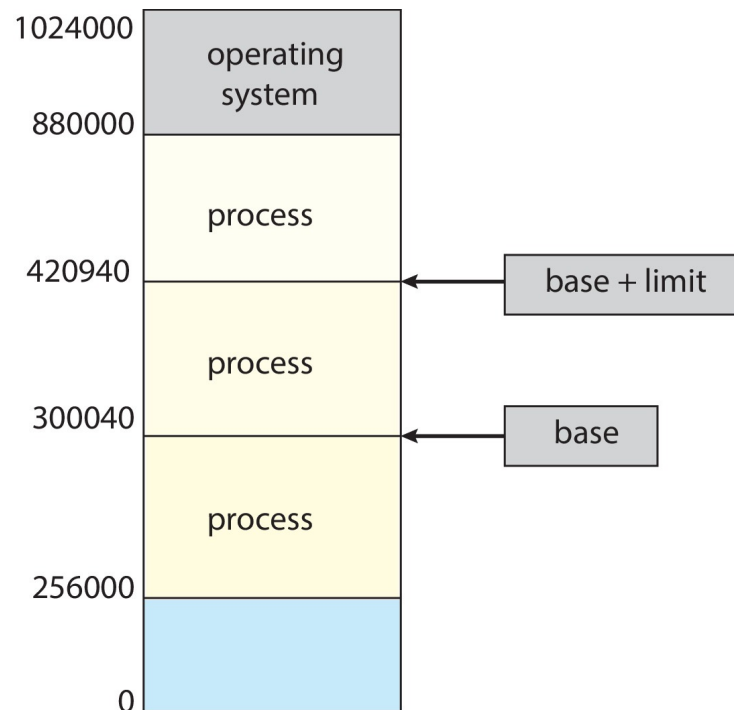 1024000
operating
system
880000
process
420940
base + limit
process
300040
base
process
256000
0